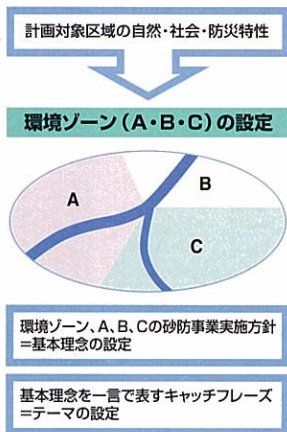 計画対象区域の自然・社会・防災特性
環境ゾーン（A・B・C）の設定
A
B
C
環境ゾーン、A、B、Cの砂防事業実施方針
=基本理念の設定
基本理念を一言で表すキャッチフレーズ
=テーマの設定